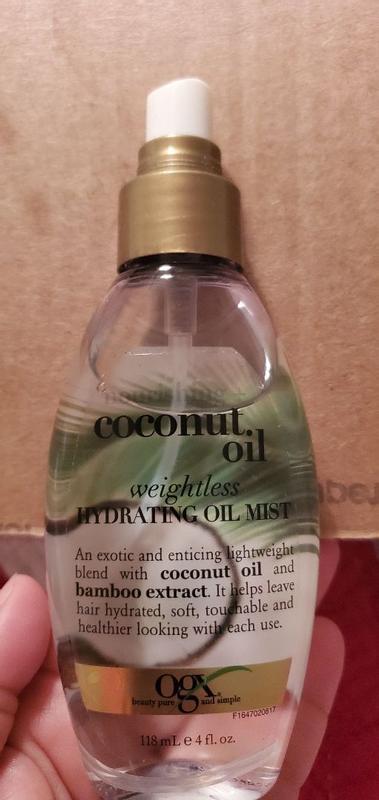 nourishing +
coconut
oil
weightless
HYDRATING OIL MIST
An exotic and enticing lightweight
blend with coconut oil and
bamboo extract. It helps leave
hair hydrated, soft, touchable and
healthier looking with each use.
ogx
beauty pure and simple
F1647020817
118 mL e 4 fl. oz.